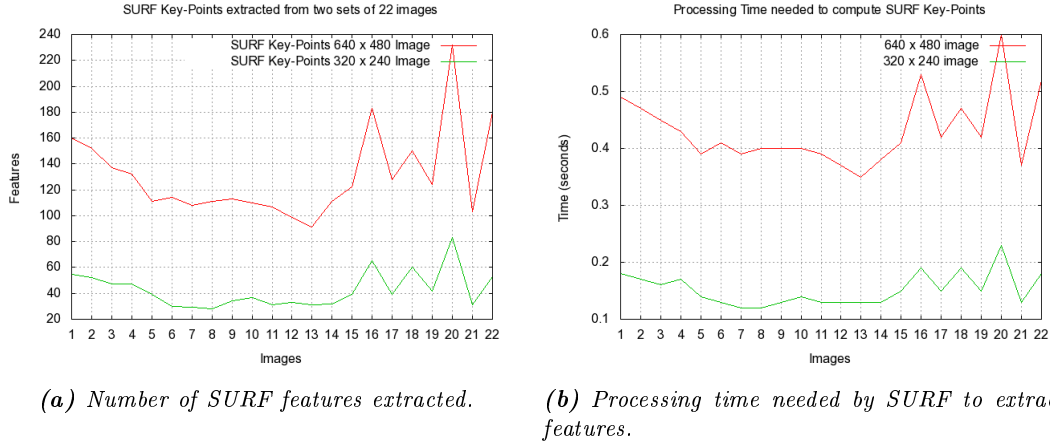 SURF Key-Points extracted from two sets of 22 images
240
220
200
180
160
140
120
100
80
60
40
20
Features
SURF Key-Points 640 x 480 Image
SURF Key-Points 320 x 240 Image
1 2 3 4 5 6 7 8 9 10 11 12 13 14 15 16 17 18 19 20 21 22
Images
(a) Number of SURF features extracted.
Processing Time needed to compute SURF Key-Points
0.6
0.5
0.4
0.3
0.2
0.1
Time (seconds)
640 x 480 image
320 x 240 image
1 2 3 4 5 6 7 8 9 10 11 12 13 14 15 16 17 18 19 20 21 22
Images
(b) Processing time needed by SURF to extrac
features.